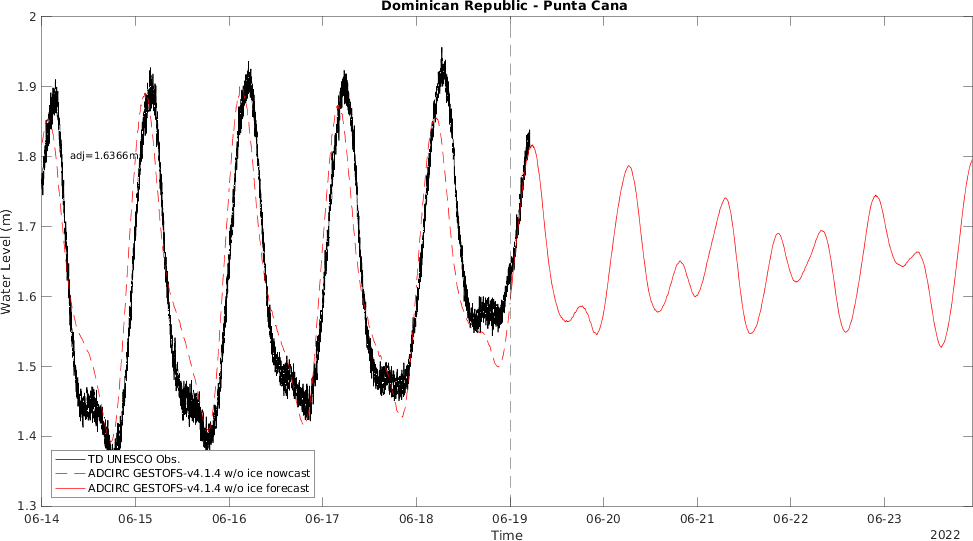 Dominican Republic - Punta Cana
2
1.9
1.8
1.7
1.6
1.5
1.4
1.3
Water Level (m)
adj=1.6366m
TD UNESCO Obs.
ADCIRC GESTOFS-v4.1.4 w/o ice nowcast
ADCIRC GESTOFS-v4.1.4 w/o ice forecast
06-14 06-15 06-16 06-17 06-18 06-19 06-20 06-21 06-22 06-23
Time
2022